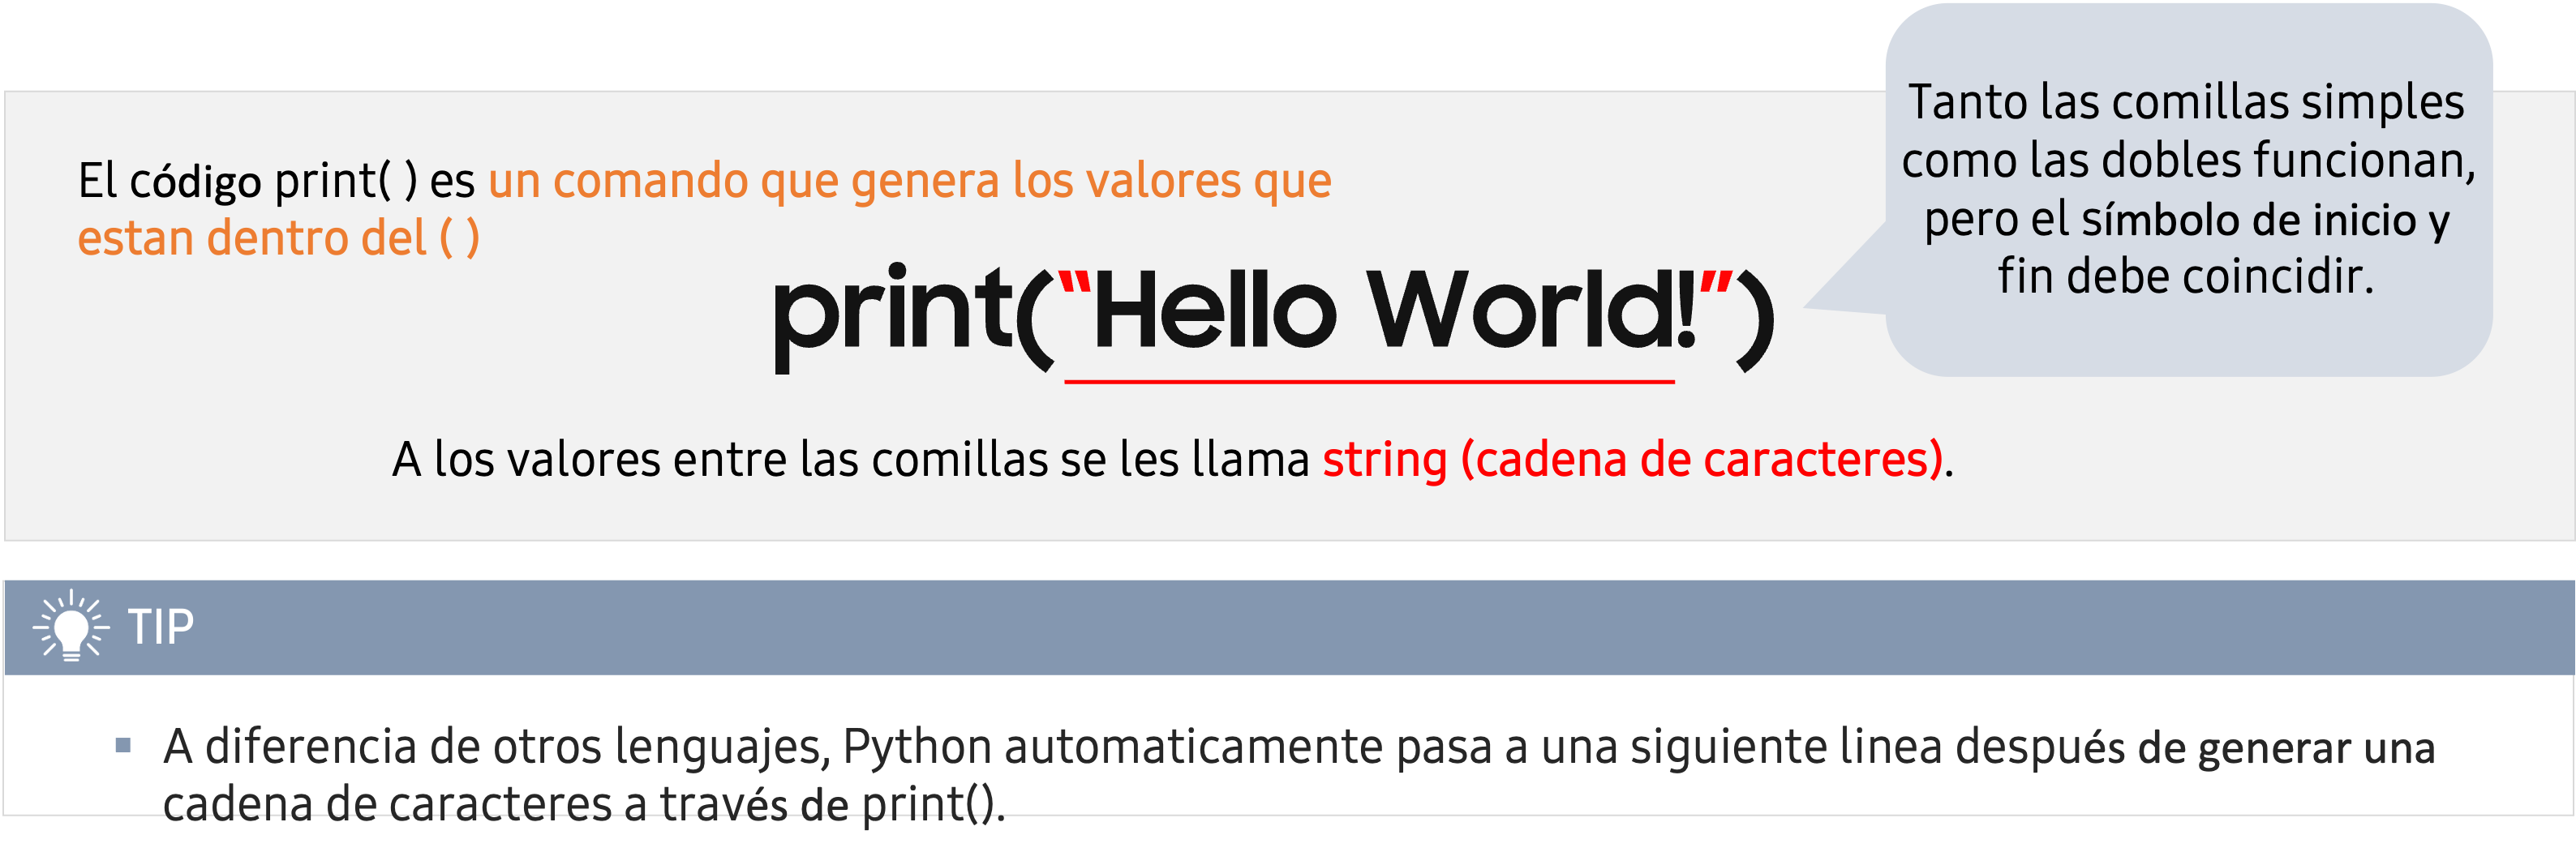 El código print( ) es un comando que genera los valores que
estan dentro del ( )
Tanto las comillas simples
como las dobles funcionan,
pero el símbolo de inicio y
fin debe coincidir.
print(“Hello World!”)
A los valores entre las comillas se les llama string (cadena de caracteres).
TIP
▪ A diferencia de otros lenguajes, Python automaticamente pasa a una siguiente linea después de generar una
cadena de caracteres a través de print().